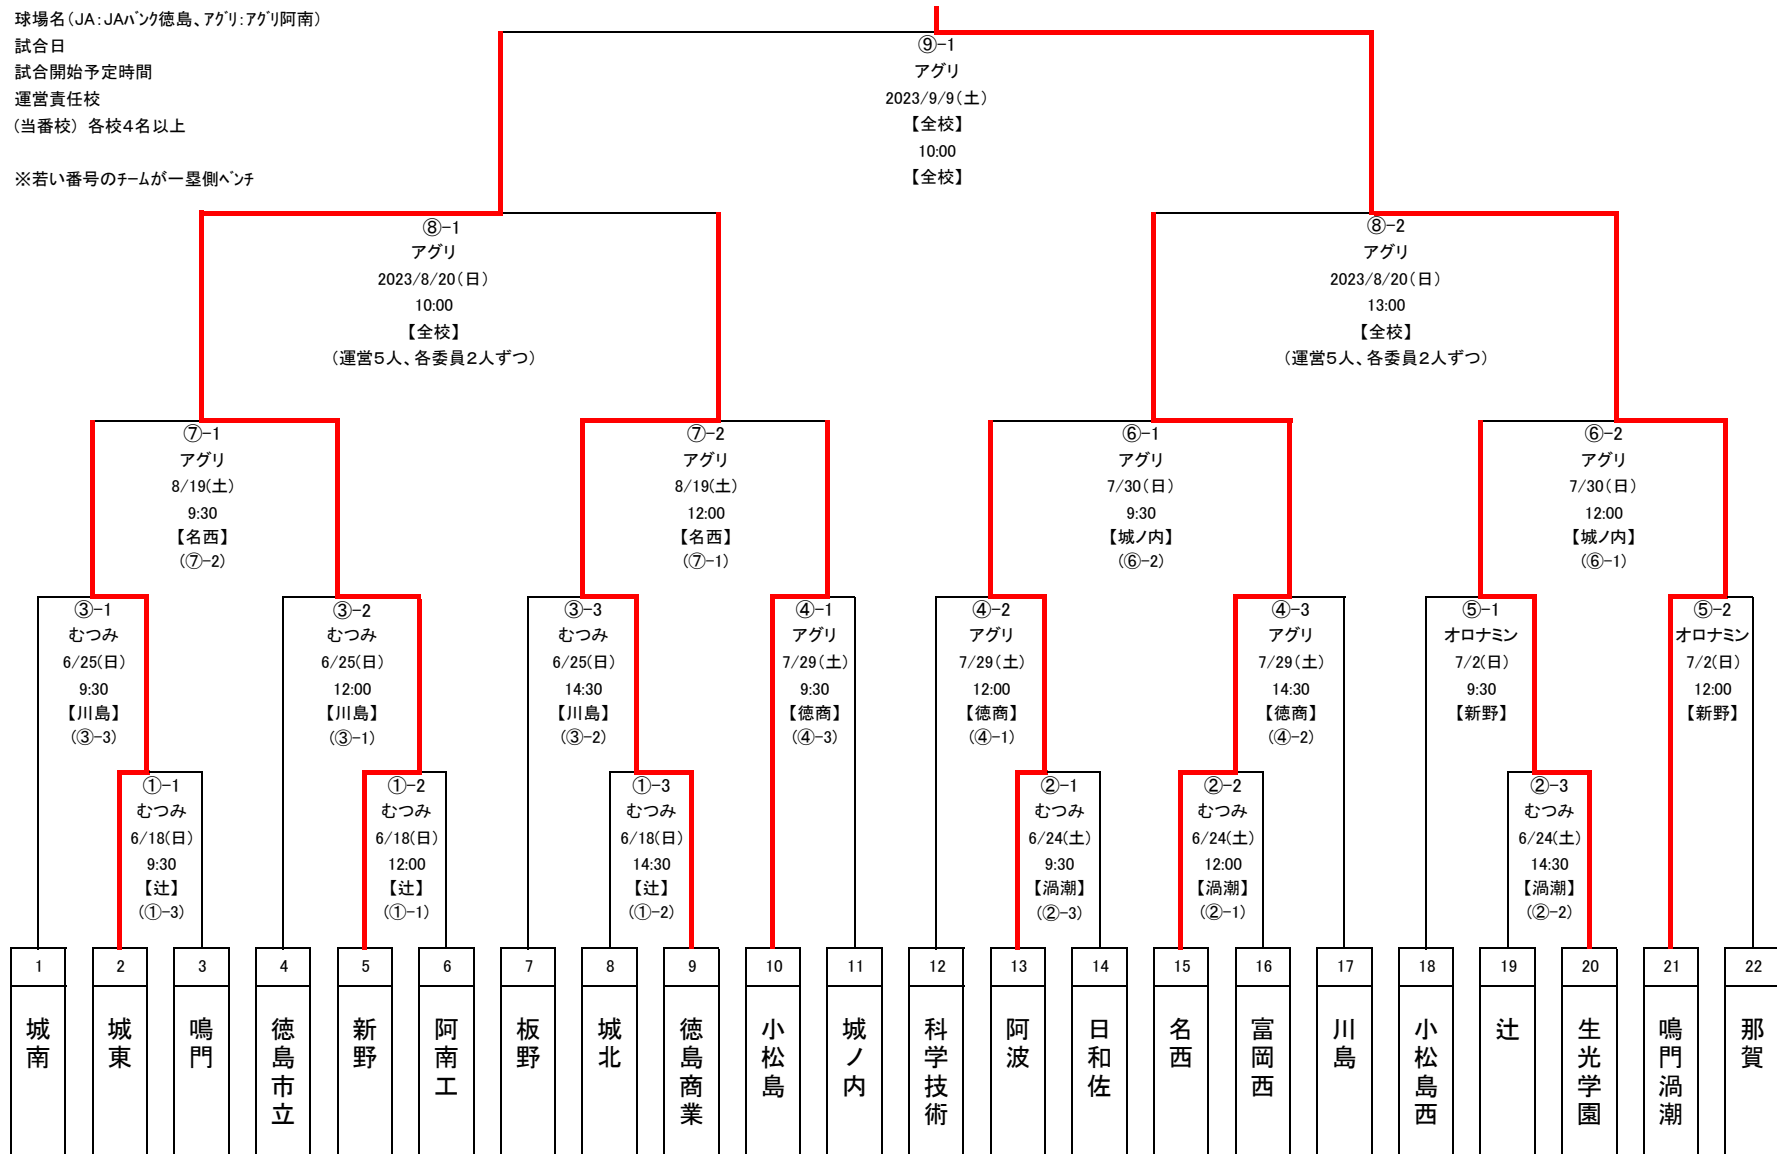 球場名(JA:JAﾊﾞﾝｸ徳島、ｱｸﾞﾘ:ｱｸﾞﾘ阿南)
試合日
試合開始予定時間
運営責任校
(当番校) 各校4名以上
※若い番号のﾁｰﾑが一塁側ﾍﾞﾝﾁ
⑨-1
アグリ
2023/9/9(土)
【全校】
10:00
【全校】
⑧-1
アグリ
2023/8/20(日)
10:00
【全校】
(運営5人、各委員2人ずつ)
⑧-2
アグリ
2023/8/20(日)
13:00
【全校】
(運営5人、各委員2人ずつ)
⑦-1
アグリ
8/19(土)
9:30
【名西】
(⑦-2)
⑦-2
アグリ
8/19(土)
12:00
【名西】
(⑦-1)
⑥-1
アグリ
7/30(日)
9:30
【城ノ内】
(⑥-2)
⑥-2
アグリ
7/30(日)
12:00
【城ノ内】
(⑥-1)
③-1
むつみ
6/25(日)
9:30
【川島】
(③-3)
③-2
むつみ
6/25(日)
12:00
【川島】
(③-1)
③-3
むつみ
6/25(日)
14:30
【川島】
(③-2)
④-1
アグリ
7/29(土)
9:30
【徳商】
(④-3)
④-2
アグリ
7/29(土)
12:00
【徳商】
(④-1)
④-3
アグリ
7/29(土)
14:30
【徳商】
(④-2)
⑤-1
オロナミン
7/2(日)
9:30
【新野】
⑤-2
オロナミン
7/2(日)
12:00
【新野】
①-1
むつみ
6/18(日)
9:30
【辻】
(①-3)
①-2
むつみ
6/18(日)
12:00
【辻】
(①-1)
①-3
むつみ
6/18(日)
14:30
【辻】
(①-2)
②-1
むつみ
6/24(土)
9:30
【渦潮】
(②-3)
②-2
むつみ
6/24(土)
12:00
【渦潮】
(②-1)
②-3
むつみ
6/24(土)
14:30
【渦潮】
(②-2)
1
城南
2
城東
3
鳴門
4
徳島市立
5
新野
6
阿南工
7
板野
8
城北
9
徳島商業
10
小松島
11
城ノ内
12
科学技術
13
阿波
14
日和佐
15
名西
16
富岡西
17
川島
18
小松島西
19
辻
20
生光学園
21
鳴門渦潮
22
那賀